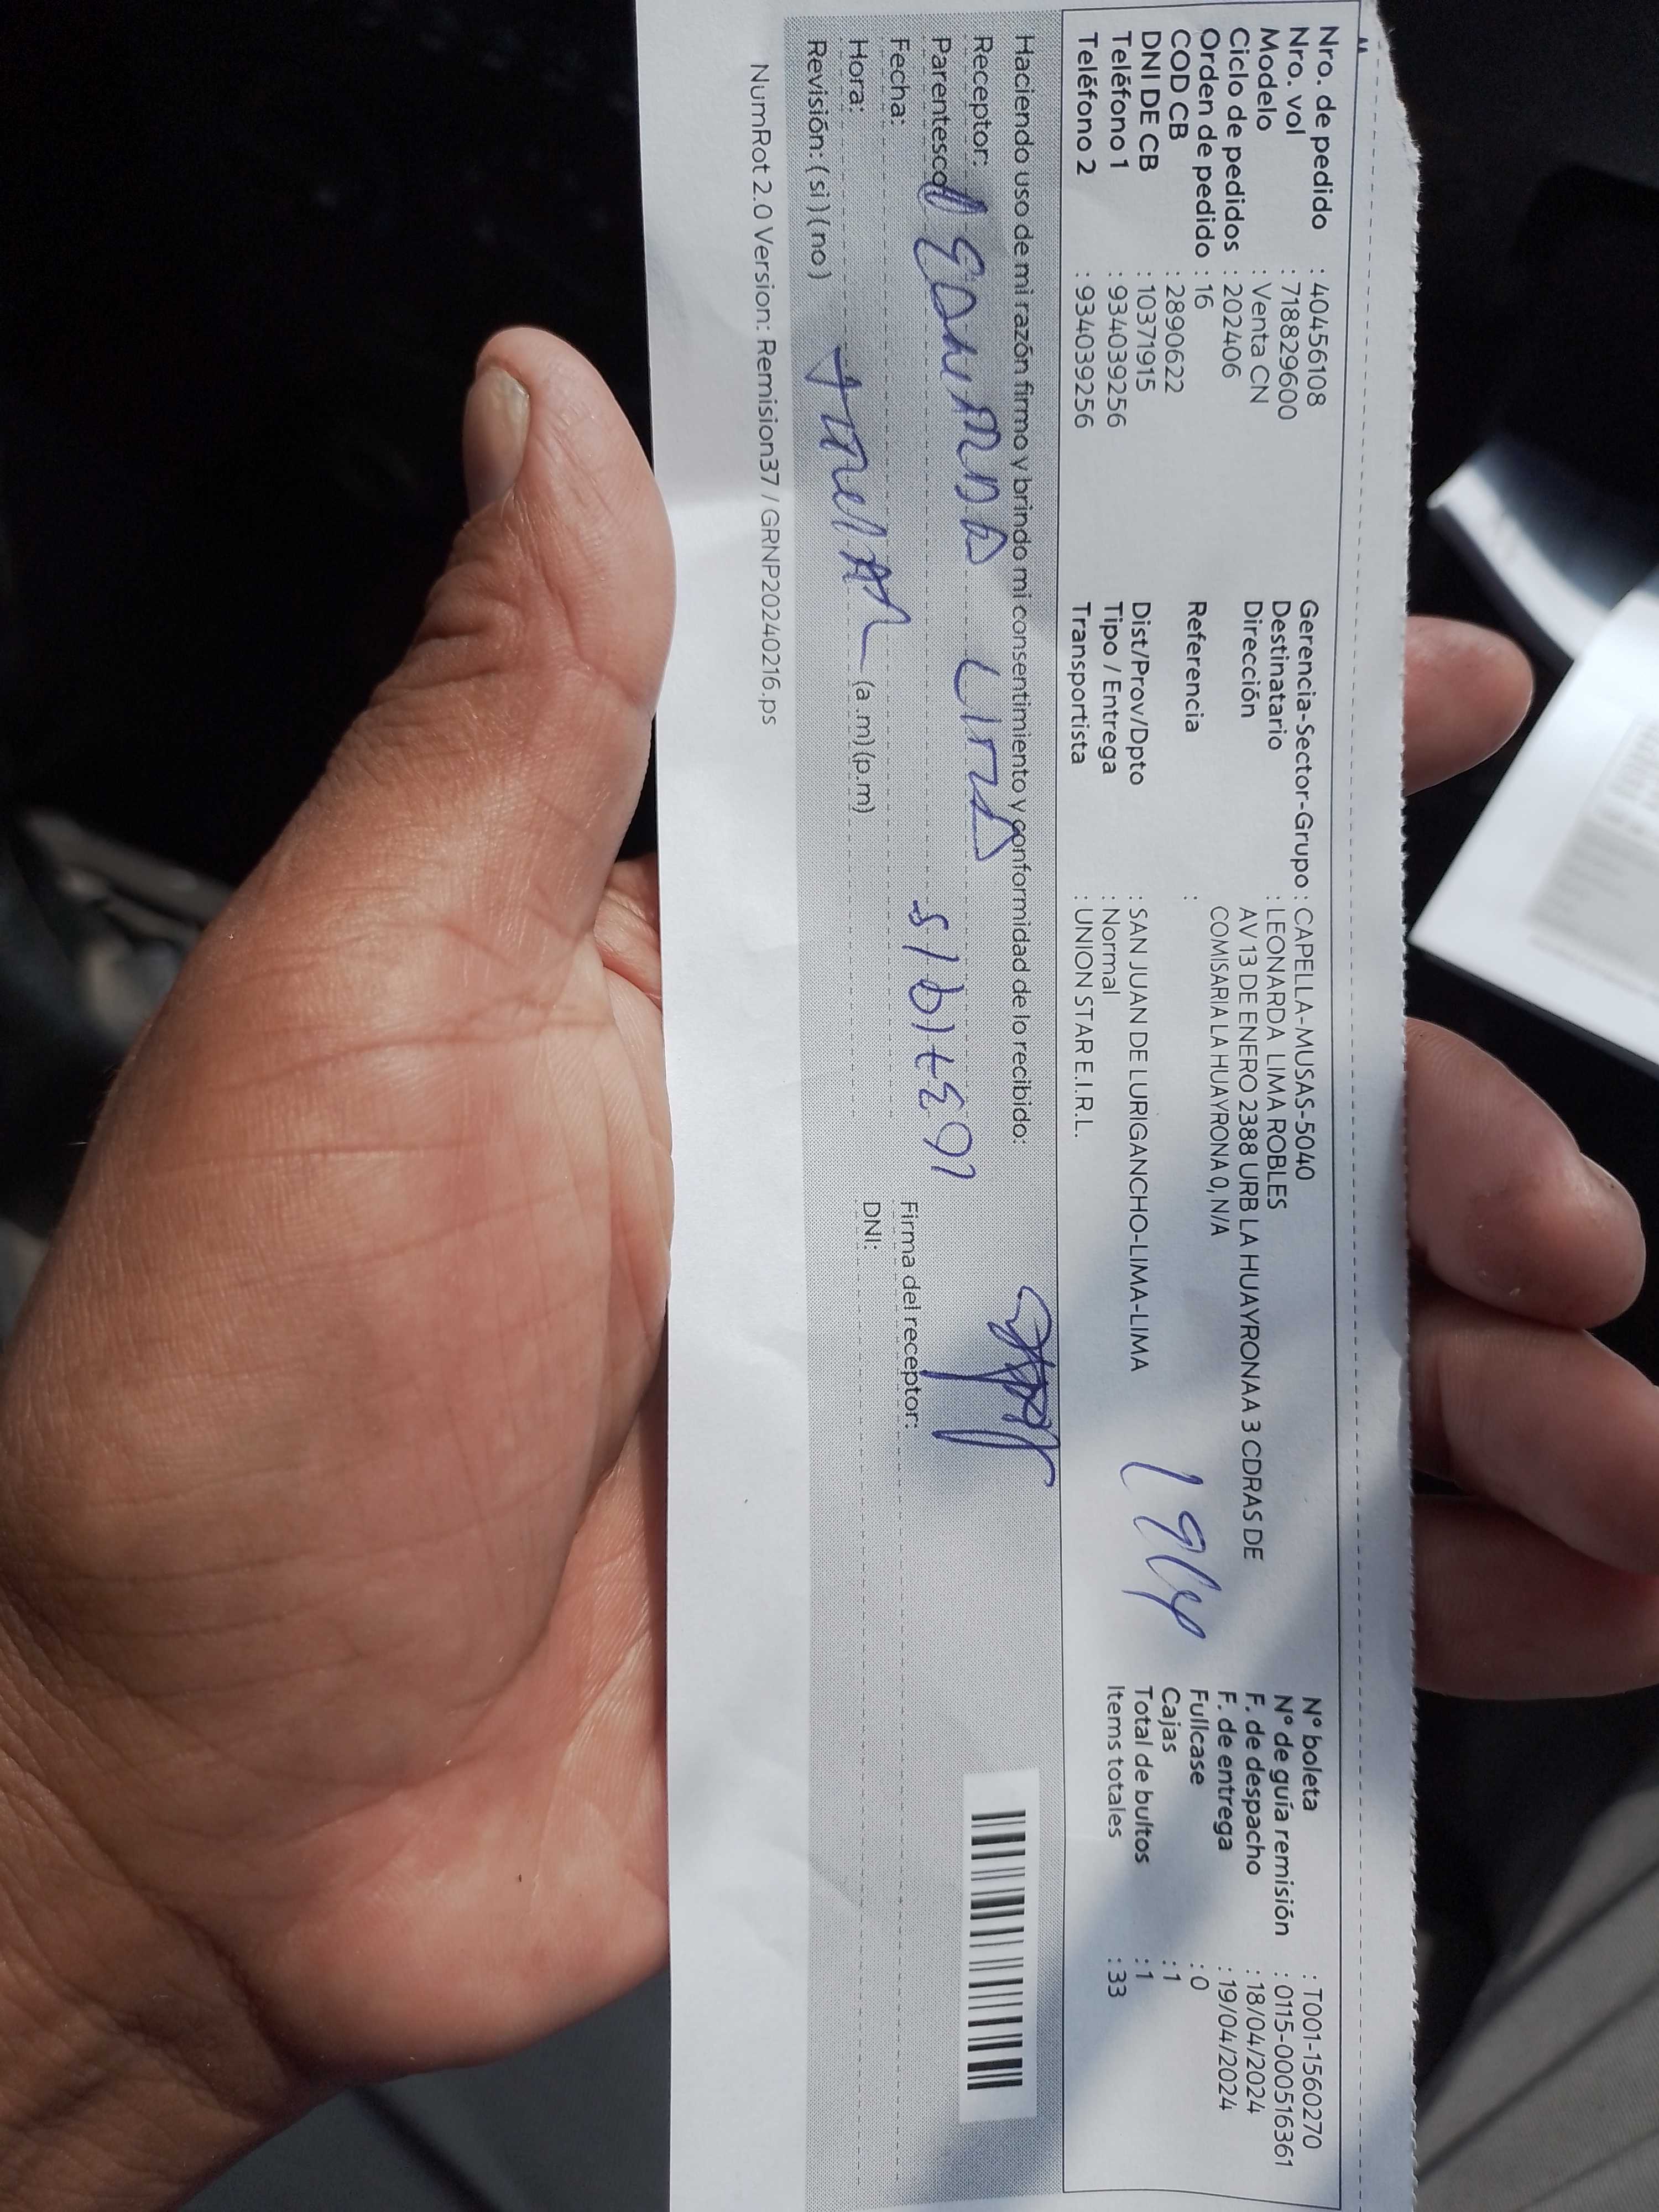 Nro. de pedido : 40456108
Nro. vol : 718829600
Modelo : Venta CN
Ciclo de pedidos : 202406
Orden de pedido : 16
COD CB : 2890622
DNI DE CB : 10371915
Teléfono 1 : 934039256
Teléfono 2 : 934039256
Gerencia-Sector-Grupo : CAPELLA-MUSAS-5040
Destinatario : LEONARDA LIMA ROBLES
Dirección AV 13 DE ENERO 2388 URB LA HUAYRONAA 3 CDRAS DE
COMISARIA LA HUAYRONA 0, N/A
Referencia :
Dist/Prov/Dpto : SAN JUAN DE LURIGANCHO-LIMA-LIMA
Tipo / Entrega : Normal
Transportista : UNION STAR E.I.R.L.
N° boleta : T001-1560270
N° de guía remisión : 0115-000516361
F. de despacho : 18/04/2024
F. de entrega : 19/04/2024
Fullcase : 0
Cajas : 1
Total de bultos : 1
Items totales : 33
Haciendo uso de mi razón firmo y brindo mi consentimiento y conformidad de lo recibido:
Receptor:
Parentesco
Fecha:
Hora: (a .m) (p.m)
Revisión: ( si ) ( no )
Firma del receptor:
DNI:
NumRot 2.0 Version: Remision37 / GRNP20240216.ps